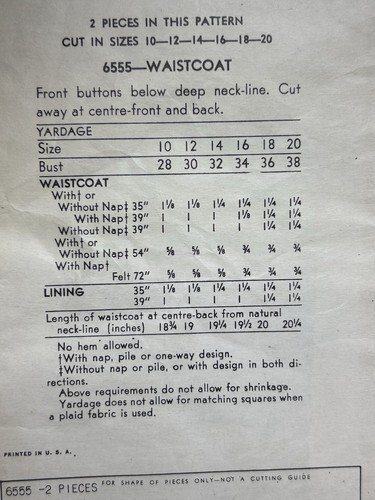 2 PIECES IN THIS PATTERN
CUT IN SIZES 10—12—14—16—18—20
6555—WAISTCOAT
Front buttons below deep neck-line. Cut
away at centre-front and back.
YARDAGE
Size 10 12 14 16 18 20
Bust 28 30 32 34 36 38
WAISTCOAT
With† or
Without Nap‡ 35" 1⅛ 1⅛ 1¼ 1¼ 1¼ 1¼
With Nap† 39" 1 1 1 1⅛ 1¼ 1¼
Without Nap‡ 39" 1 1 1 1 1¼ 1¼
With† or
Without Nap‡ 54" ⅝ ⅝ ⅝ ¾ ¾ ¾
With Nap†
Felt 72" ⅝ ⅝ ⅝ ¾ ¾ ¾
LINING 35" 1⅛ 1⅛ 1¼ 1¼ 1¼ 1¼
39" 1 1 1 1 1¼ 1¼
Length of waistcoat at centre-back from natural
neck-line (inches) 18¾ 19 19¼ 19½ 20 20¼
No hem allowed.
†With nap, pile or one-way design.
‡Without nap or pile, or with design in both di-
rections.
Above requirements do not allow for shrinkage.
Yardage does not allow for matching squares when
a plaid fabric is used.
PRINTED IN U. S. A.
6555 -2 PIECES FOR SHAPE OF PIECES ONLY—NOT A CUTTING GUIDE